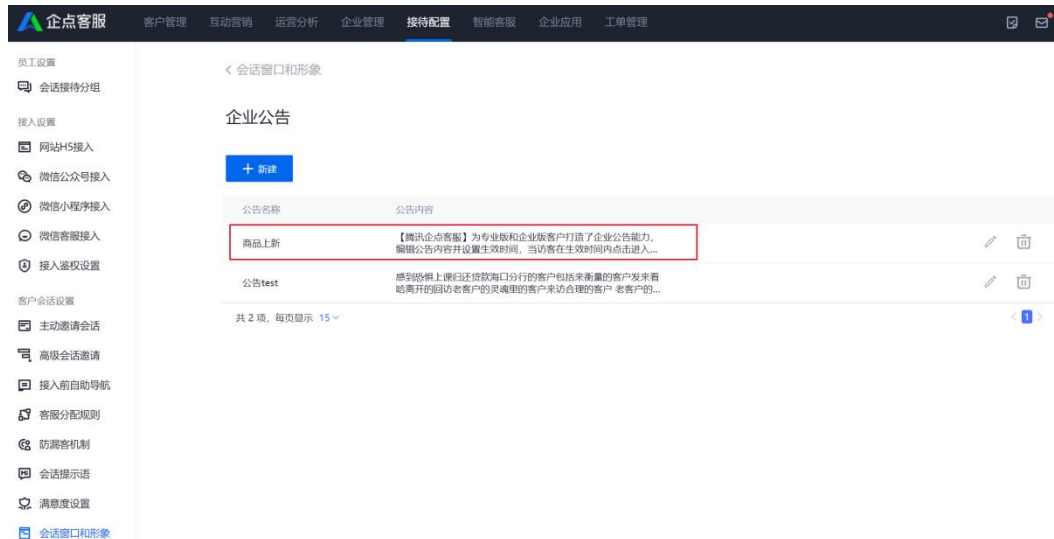 企点客服
客户管理 互动营销 运营分析 企业管理 接待配置 智能客服 企业应用 工单管理
员工设置
会话接待分组
接入设置
网站H5接入
微信公众号接入
微信小程序接入
微信客服接入
接入鉴权设置
客户会话设置
主动邀请会话
高级会话邀请
接入前自助导航
客服分配规则
防漏客机制
会话提示语
满意度设置
会话窗口和形象
< 会话窗口和形象
企业公告
+ 新建
公告名称 公告内容
商品上新
【腾讯企点客服】为专业版和企业版客户打造了企业公告能力，
编辑公告内容并设置生效时间，当访客在生效时间内点击进入...
公告test
感到恐惧上课归还贷款海口分行的客户包括来衡量的客户发来看
哈离开的回访老客户的灵魂里的客户来访合理的客户 老客户的...
共 2 项，每页显示 15
< 1 >